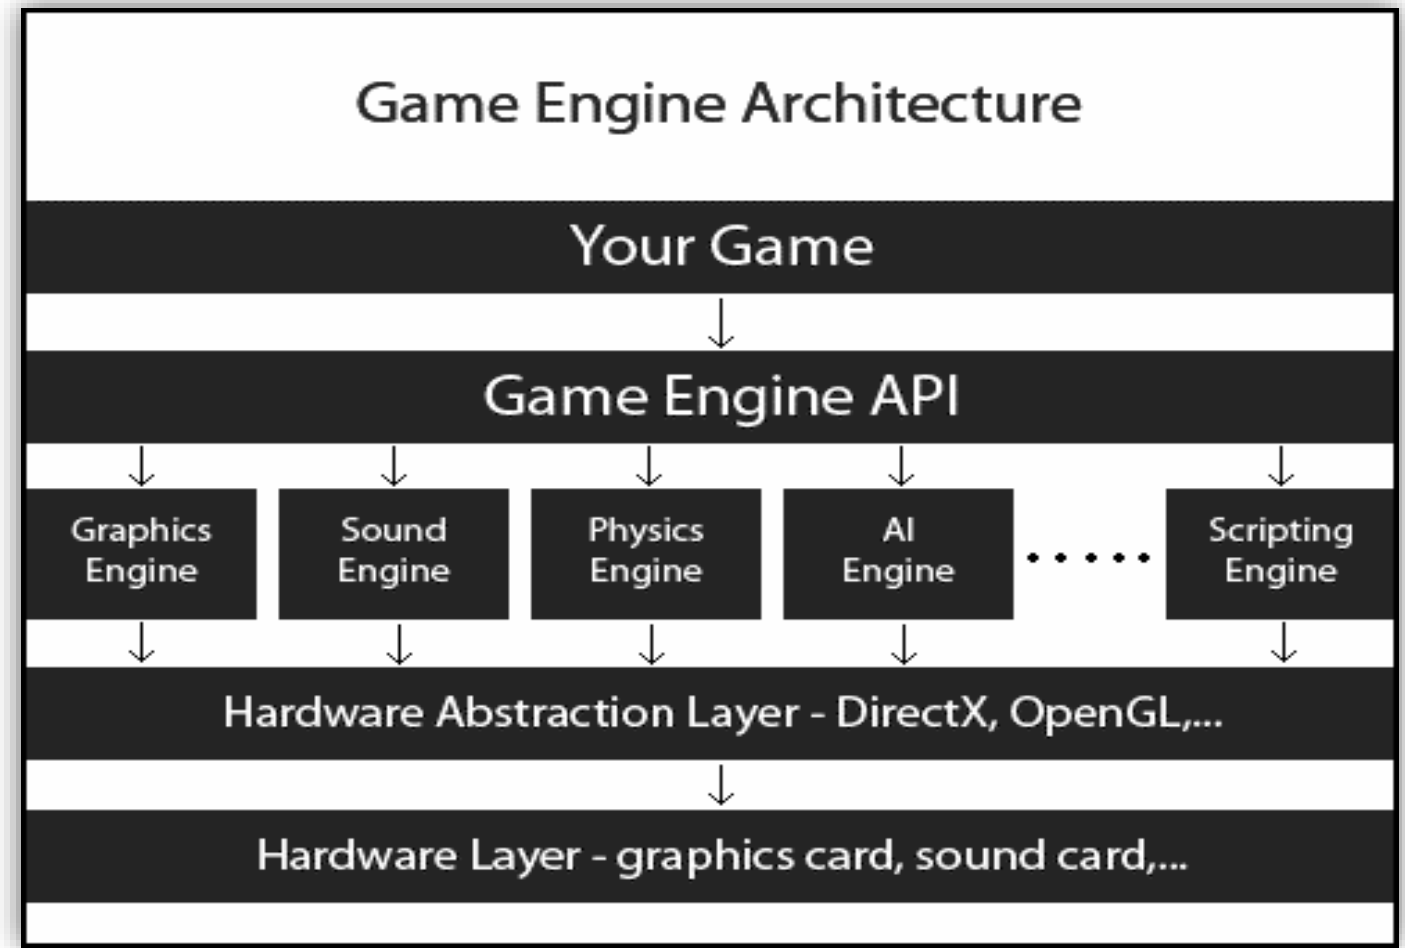 Game Engine Architecture
Your Game
Game Engine API
Graphics
Engine
Sound
Engine
Physics
Engine
AI
Engine
.....
Scripting
Engine
Hardware Abstraction Layer - DirectX, OpenGL,...
Hardware Layer - graphics card, sound card,...